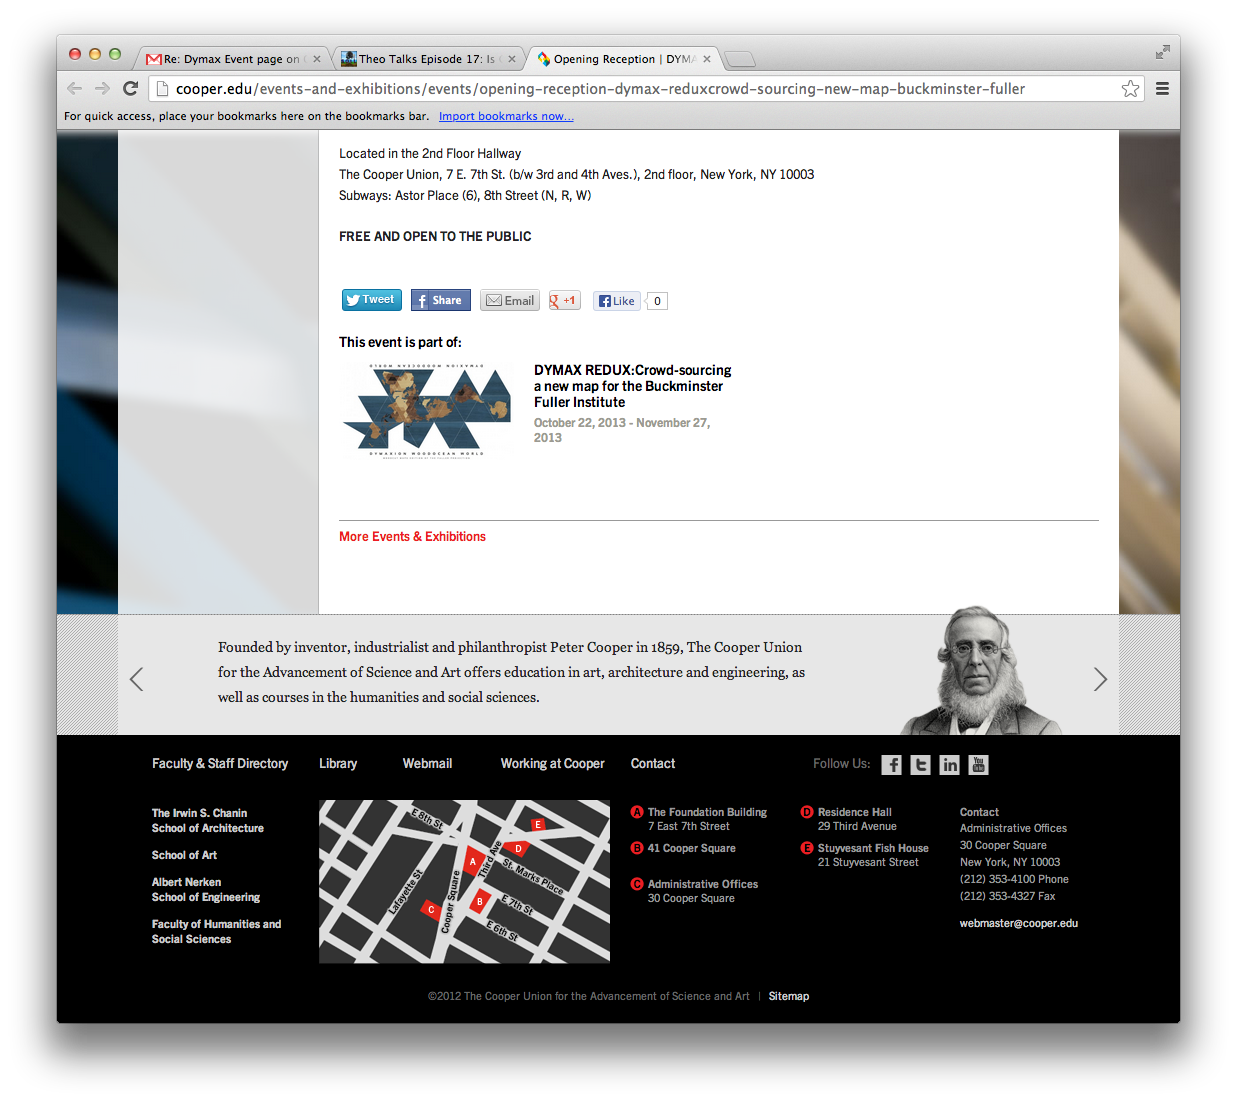 Re: Dymax Event page on
Theo Talks Episode 17: Is
Opening Reception | DYMA
cooper.edu/events-and-exhibitions/events/opening-reception-dymax-reduxcrowd-sourcing-new-map-buckminster-fuller
For quick access, place your bookmarks here on the bookmarks bar. Import bookmarks now...
Located in the 2nd Floor Hallway
The Cooper Union, 7 E. 7th St. (b/w 3rd and 4th Aves.), 2nd floor, New York, NY 10003
Subways: Astor Place (6), 8th Street (N, R, W)
FREE AND OPEN TO THE PUBLIC
Tweet
Share
Email
+1
Like
0
This event is part of:
DYMAXION WOODOCEAN WORLD
DYMAXION WOODOCEAN WORLD
DYMAX REDUX:Crowd-sourcing
a new map for the Buckminster
Fuller Institute
October 22, 2013 - November 27,
2013
More Events & Exhibitions
Founded by inventor, industrialist and philanthropist Peter Cooper in 1859, The Cooper Union
for the Advancement of Science and Art offers education in art, architecture and engineering, as
well as courses in the humanities and social sciences.
Faculty & Staff Directory
Library
Webmail
Working at Cooper
Contact
Follow Us:
You Tube
The Irwin S. Chanin
School of Architecture
School of Art
Albert Nerken
School of Engineering
Faculty of Humanities and
Social Sciences
E 8th St
Lafayette St
Cooper Square
Third Ave
St. Marks Place
E 7th St
E 6th St
A
B
C
D
E
A The Foundation Building
7 East 7th Street
B 41 Cooper Square
C Administrative Offices
30 Cooper Square
D Residence Hall
29 Third Avenue
E Stuyvesant Fish House
21 Stuyvesant Street
Contact
Administrative Offices
30 Cooper Square
New York, NY 10003
(212) 353-4100 Phone
(212) 353-4327 Fax
webmaster@cooper.edu
©2012 The Cooper Union for the Advancement of Science and Art | Sitemap